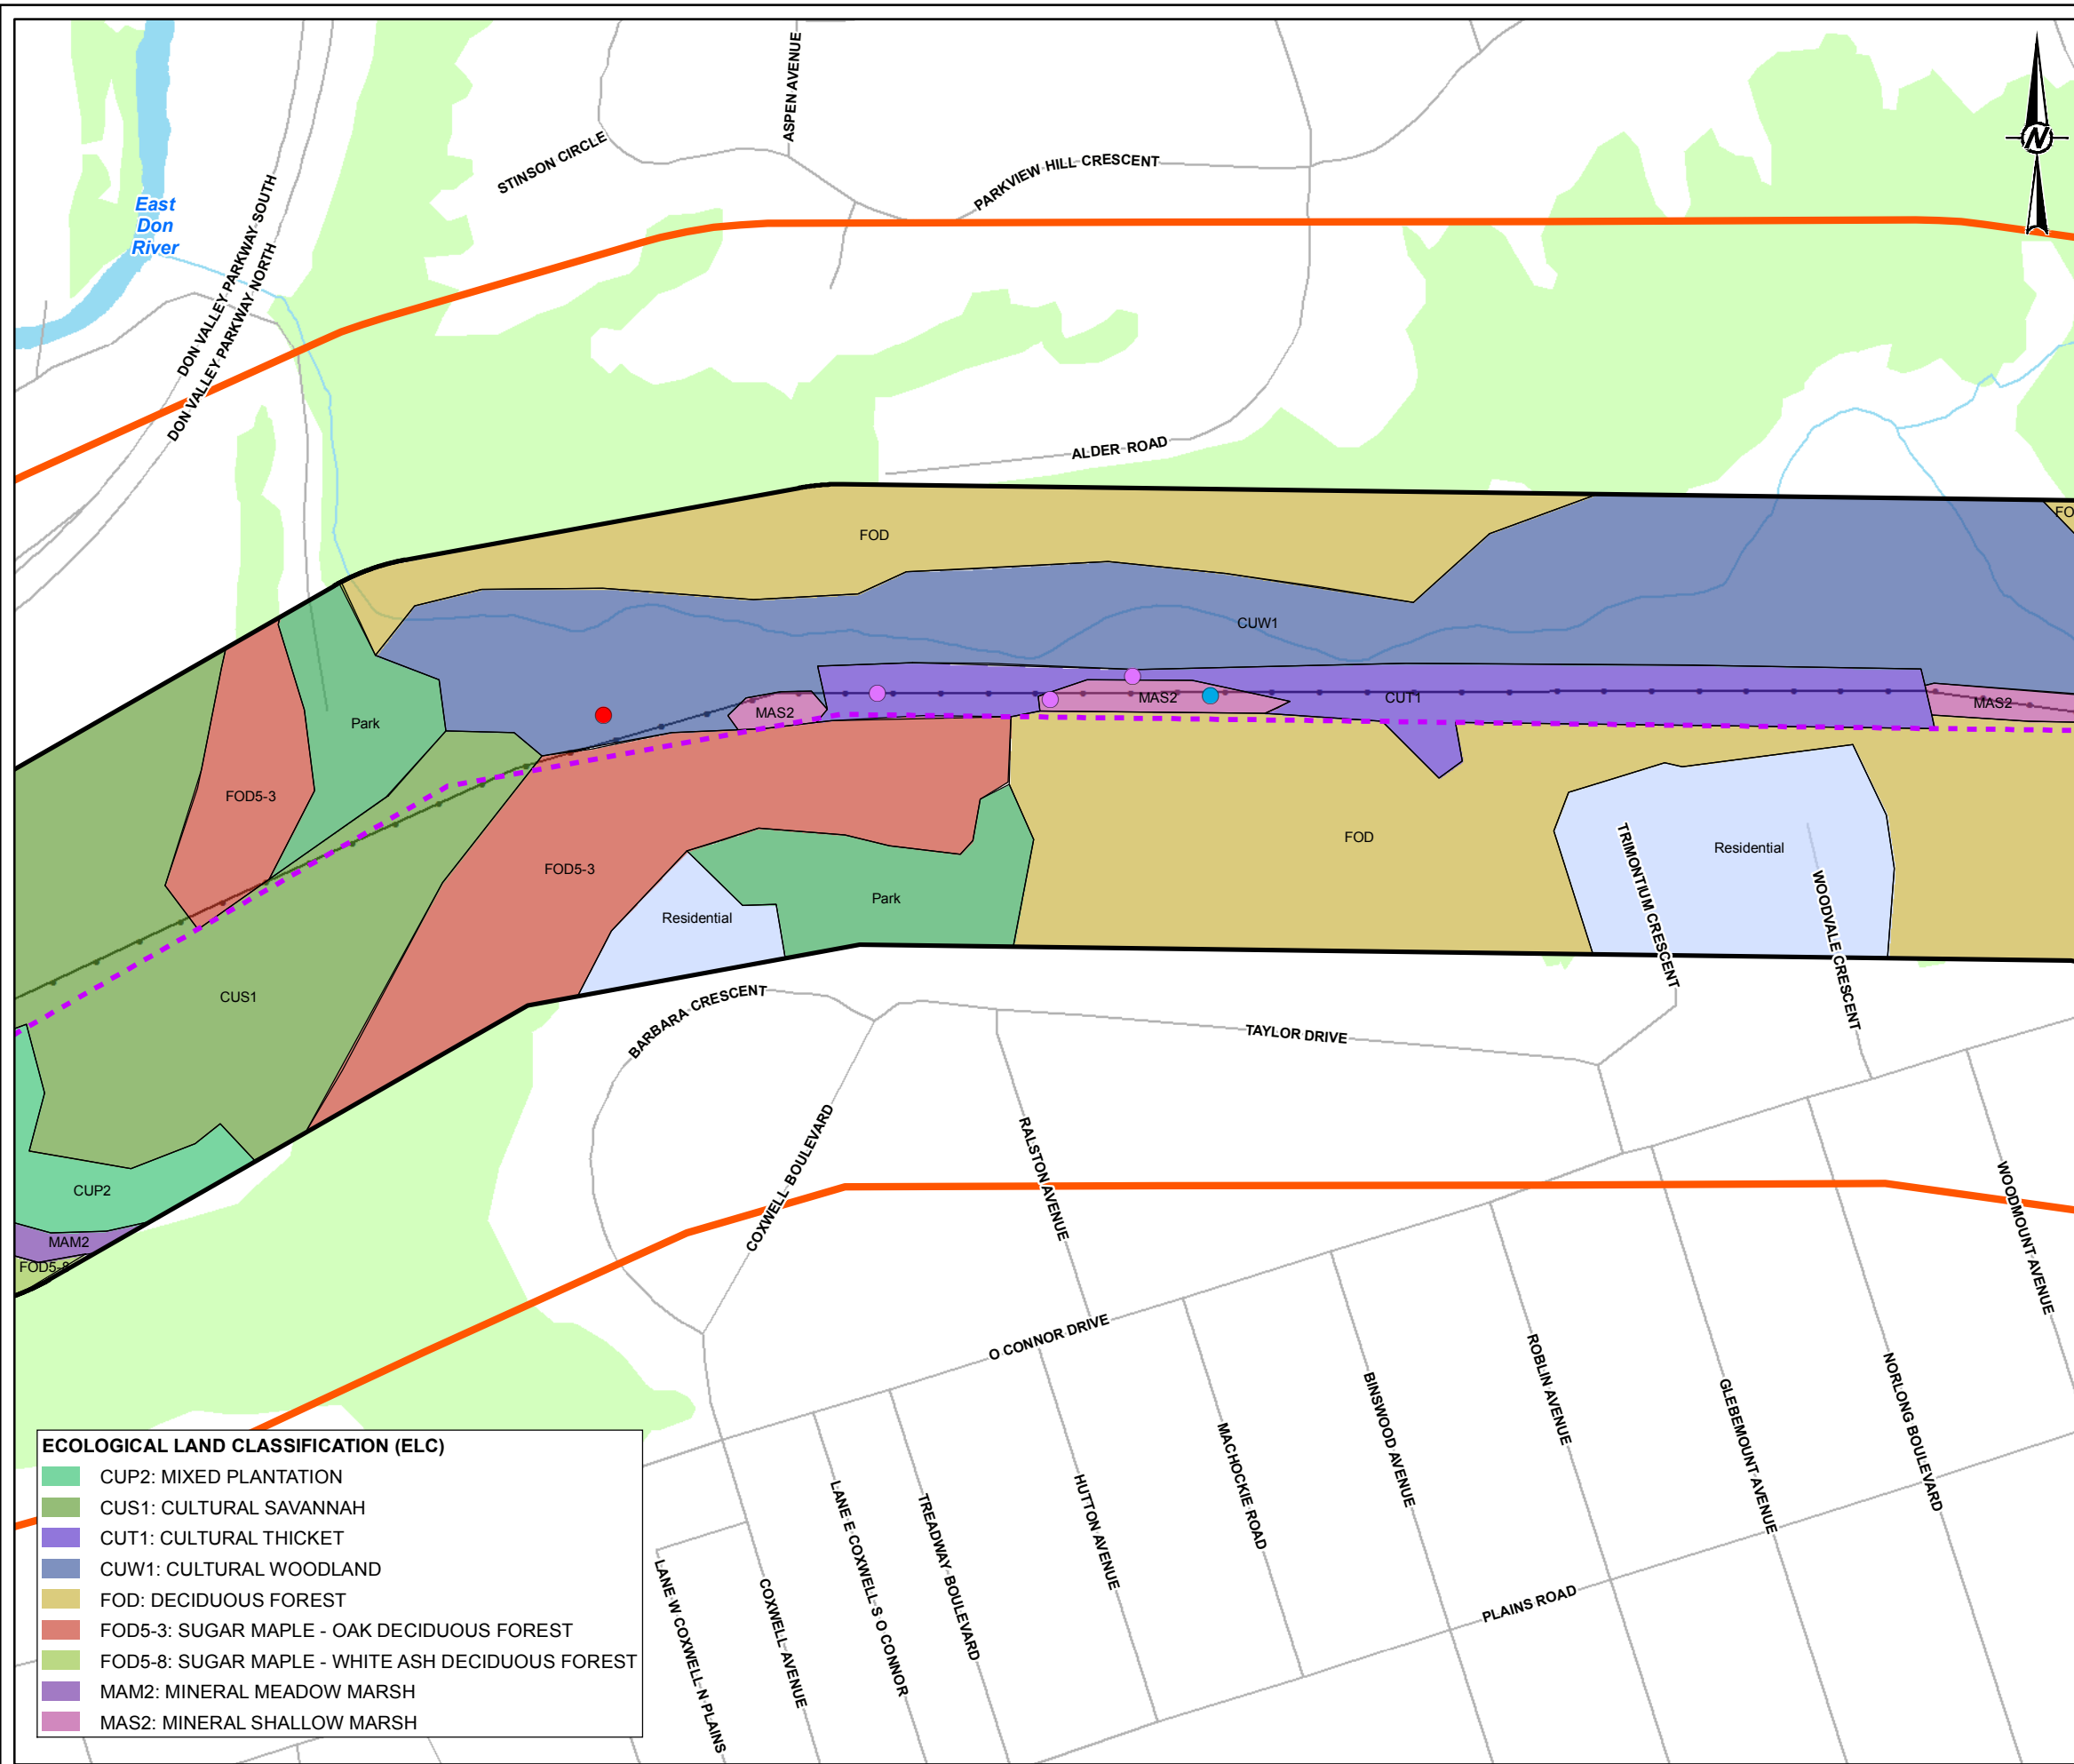 ASPEN AVENUE
N
STINSON CIRCLE
PARKVIEW HILL CRESCENT
East
Don
River
DON VALLEY PARKWAY SOUTH
DON VALLEY PARKWAY NORTH
ALDER ROAD
FOD
FO
CUW1
MAS2
MAS2
CUT1
MAS2
Park
FOD5-3
FOD
FOD5-3
Residential
Park
Residential
TRIMONTIUM CRESCENT
WOODVALE CRESCENT
CUS1
BARBARA CRESCENT
TAYLOR DRIVE
COXWELL BOULEVARD
RALSTON AVENUE
WOODMOUNT AVENUE
CUP2
MAM2
FOD5-8
O CONNOR DRIVE
ROBLIN AVENUE
BINSWOOD AVENUE
GLEBEMOUNT AVENUE
NORLONG BOULEVARD
MACHOCKIE ROAD
HUTTON AVENUE
TREADWAY BOULEVARD
LANE E COXWELL S O CONNOR
COXWELL AVENUE
LANE W COXWELL N PLAINS
PLAINS ROAD
ECOLOGICAL LAND CLASSIFICATION (ELC)
CUP2: MIXED PLANTATION
CUS1: CULTURAL SAVANNAH
CUT1: CULTURAL THICKET
CUW1: CULTURAL WOODLAND
FOD: DECIDUOUS FOREST
FOD5-3: SUGAR MAPLE - OAK DECIDUOUS FOREST
FOD5-8: SUGAR MAPLE - WHITE ASH DECIDUOUS FOREST
MAM2: MINERAL MEADOW MARSH
MAS2: MINERAL SHALLOW MARSH